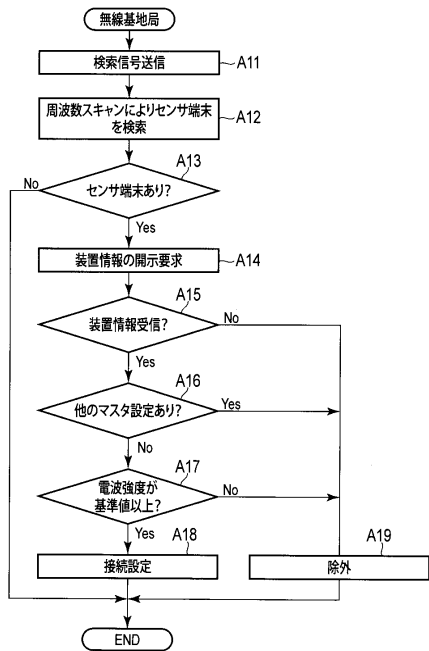 無線基地局
検索信号送信
A11
周波数スキャンによりセンサ端末
を検索
A12
A13
センサ端末あり?
No
Yes
装置情報の開示要求
A14
A15
装置情報受信?
No
Yes
A16
他のマスタ設定あり?
Yes
No
A17
電波強度が
基準値以上?
No
Yes
A18
接続設定
A19
除外
END